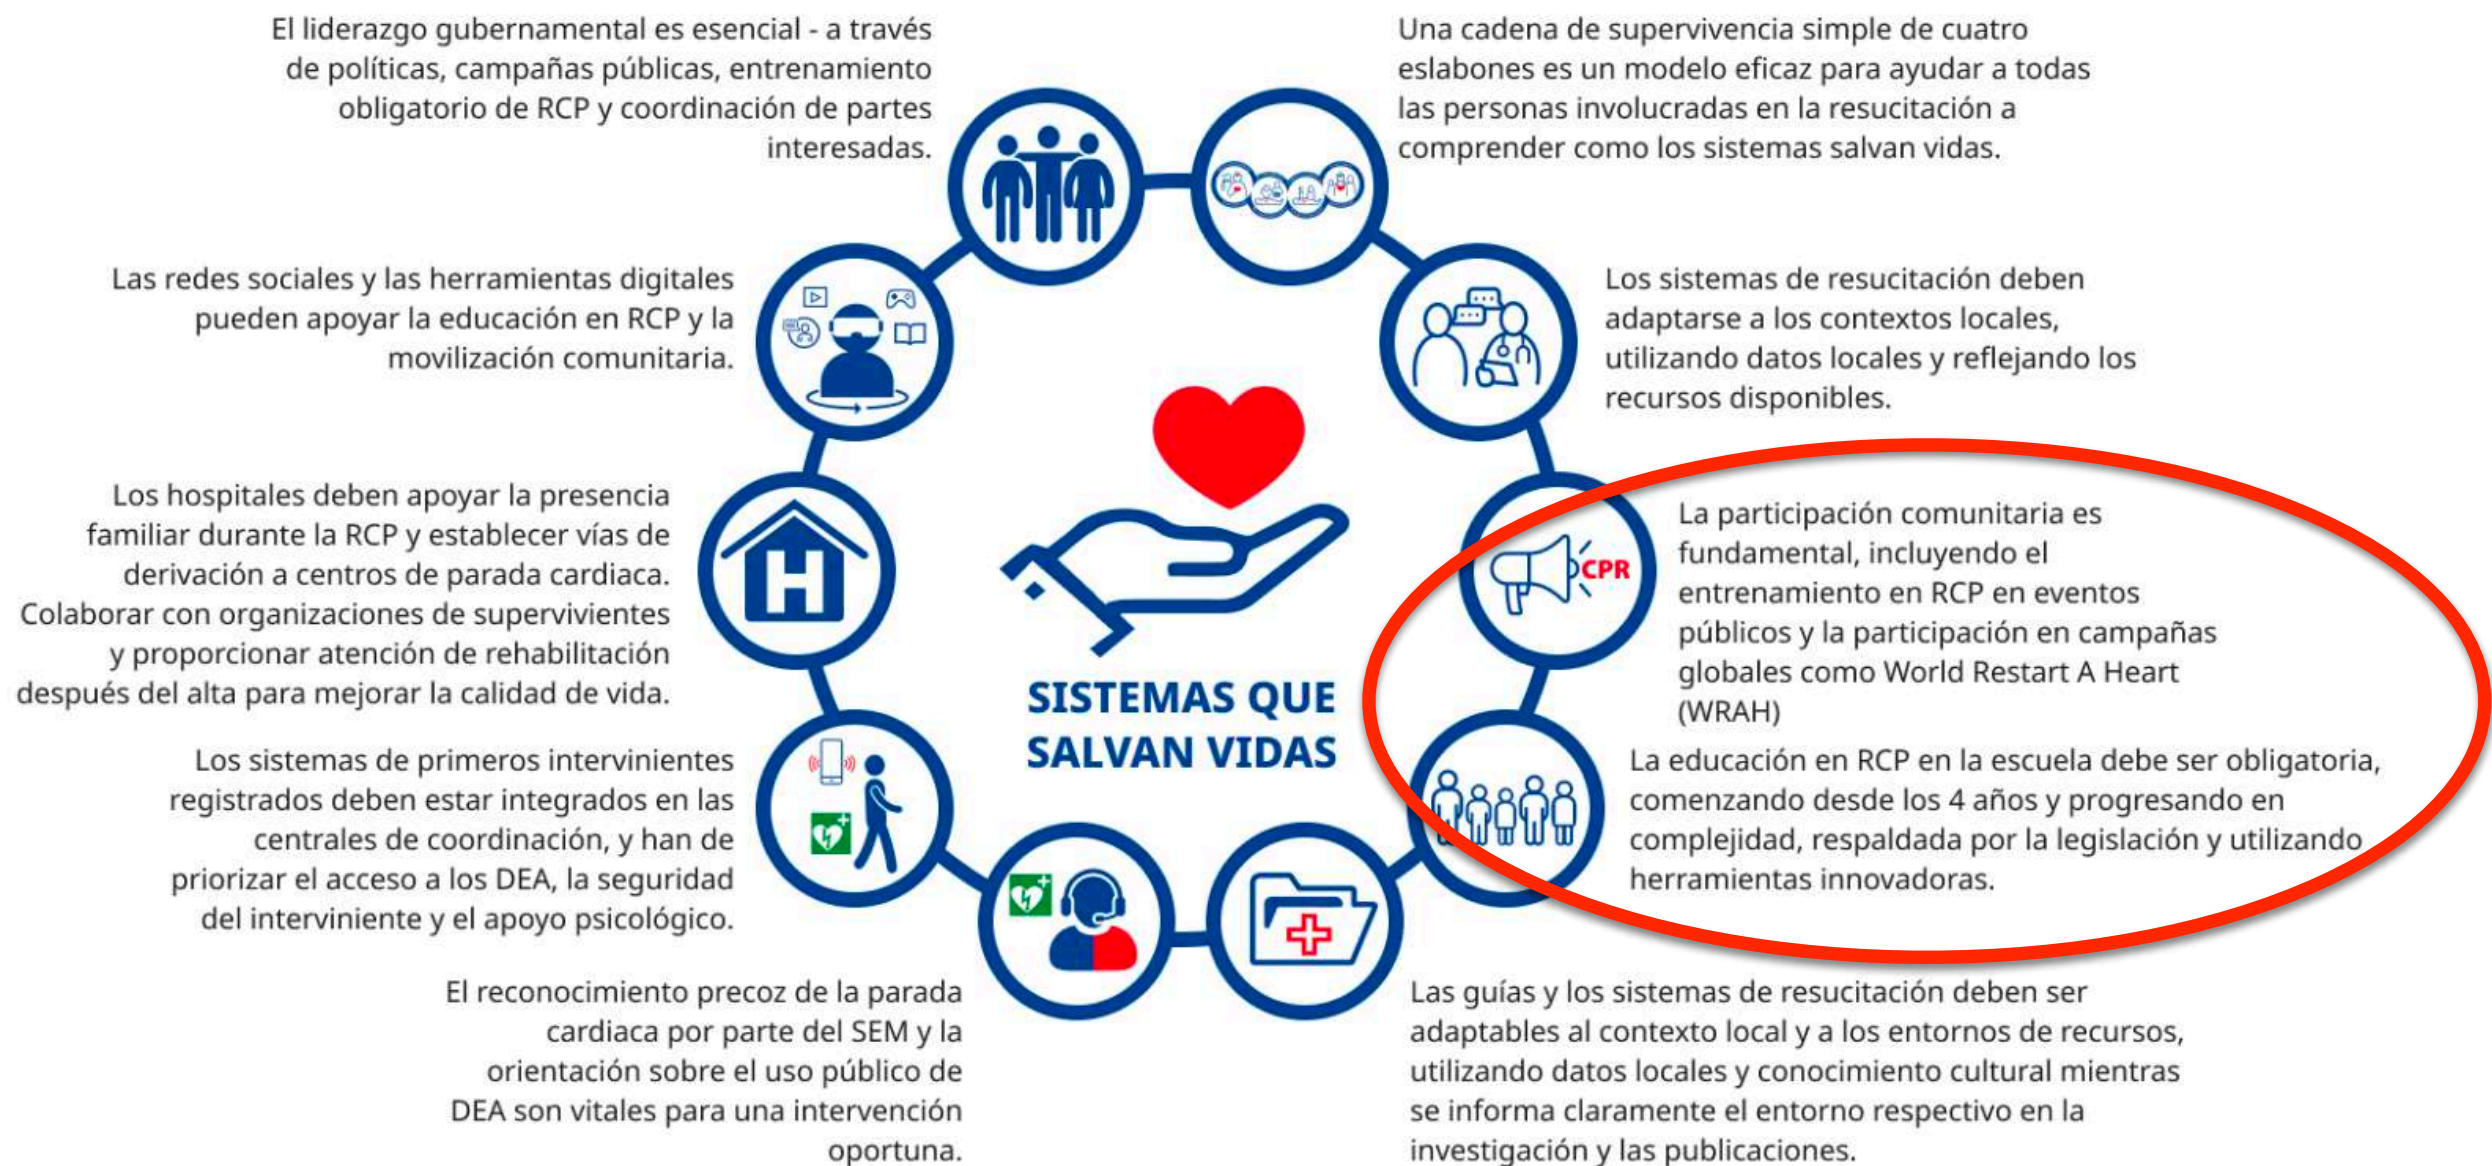 El liderazgo gubernamental es esencial - a través
de políticas, campañas públicas, entrenamiento
obligatorio de RCP y coordinación de partes
interesadas.
Una cadena de supervivencia simple de cuatro
eslabones es un modelo eficaz para ayudar a todas
las personas involucradas en la resucitación a
comprender como los sistemas salvan vidas.
Las redes sociales y las herramientas digitales
pueden apoyar la educación en RCP y la
movilización comunitaria.
Los sistemas de resucitación deben
adaptarse a los contextos locales,
utilizando datos locales y reflejando los
recursos disponibles.
Los hospitales deben apoyar la presencia
familiar durante la RCP y establecer vías de
derivación a centros de parada cardiaca.
Colaborar con organizaciones de supervivientes
y proporcionar atención de rehabilitación
después del alta para mejorar la calidad de vida.
H
CPR
La participación comunitaria es
fundamental, incluyendo el
entrenamiento en RCP en eventos
públicos y la participación en campañas
globales como World Restart A Heart
(WRAH)
SISTEMAS QUE
SALVAN VIDAS
Los sistemas de primeros intervinientes
registrados deben estar integrados en las
centrales de coordinación, y han de
priorizar el acceso a los DEA, la seguridad
del interviniente y el apoyo psicológico.
La educación en RCP en la escuela debe ser obligatoria,
comenzando desde los 4 años y progresando en
complejidad, respaldada por la legislación y utilizando
herramientas innovadoras.
El reconocimiento precoz de la parada
cardiaca por parte del SEM y la
orientación sobre el uso público de
DEA son vitales para una intervención
oportuna.
Las guías y los sistemas de resucitación deben ser
adaptables al contexto local y a los entornos de recursos,
utilizando datos locales y conocimiento cultural mientras
se informa claramente el entorno respectivo en la
investigación y las publicaciones.